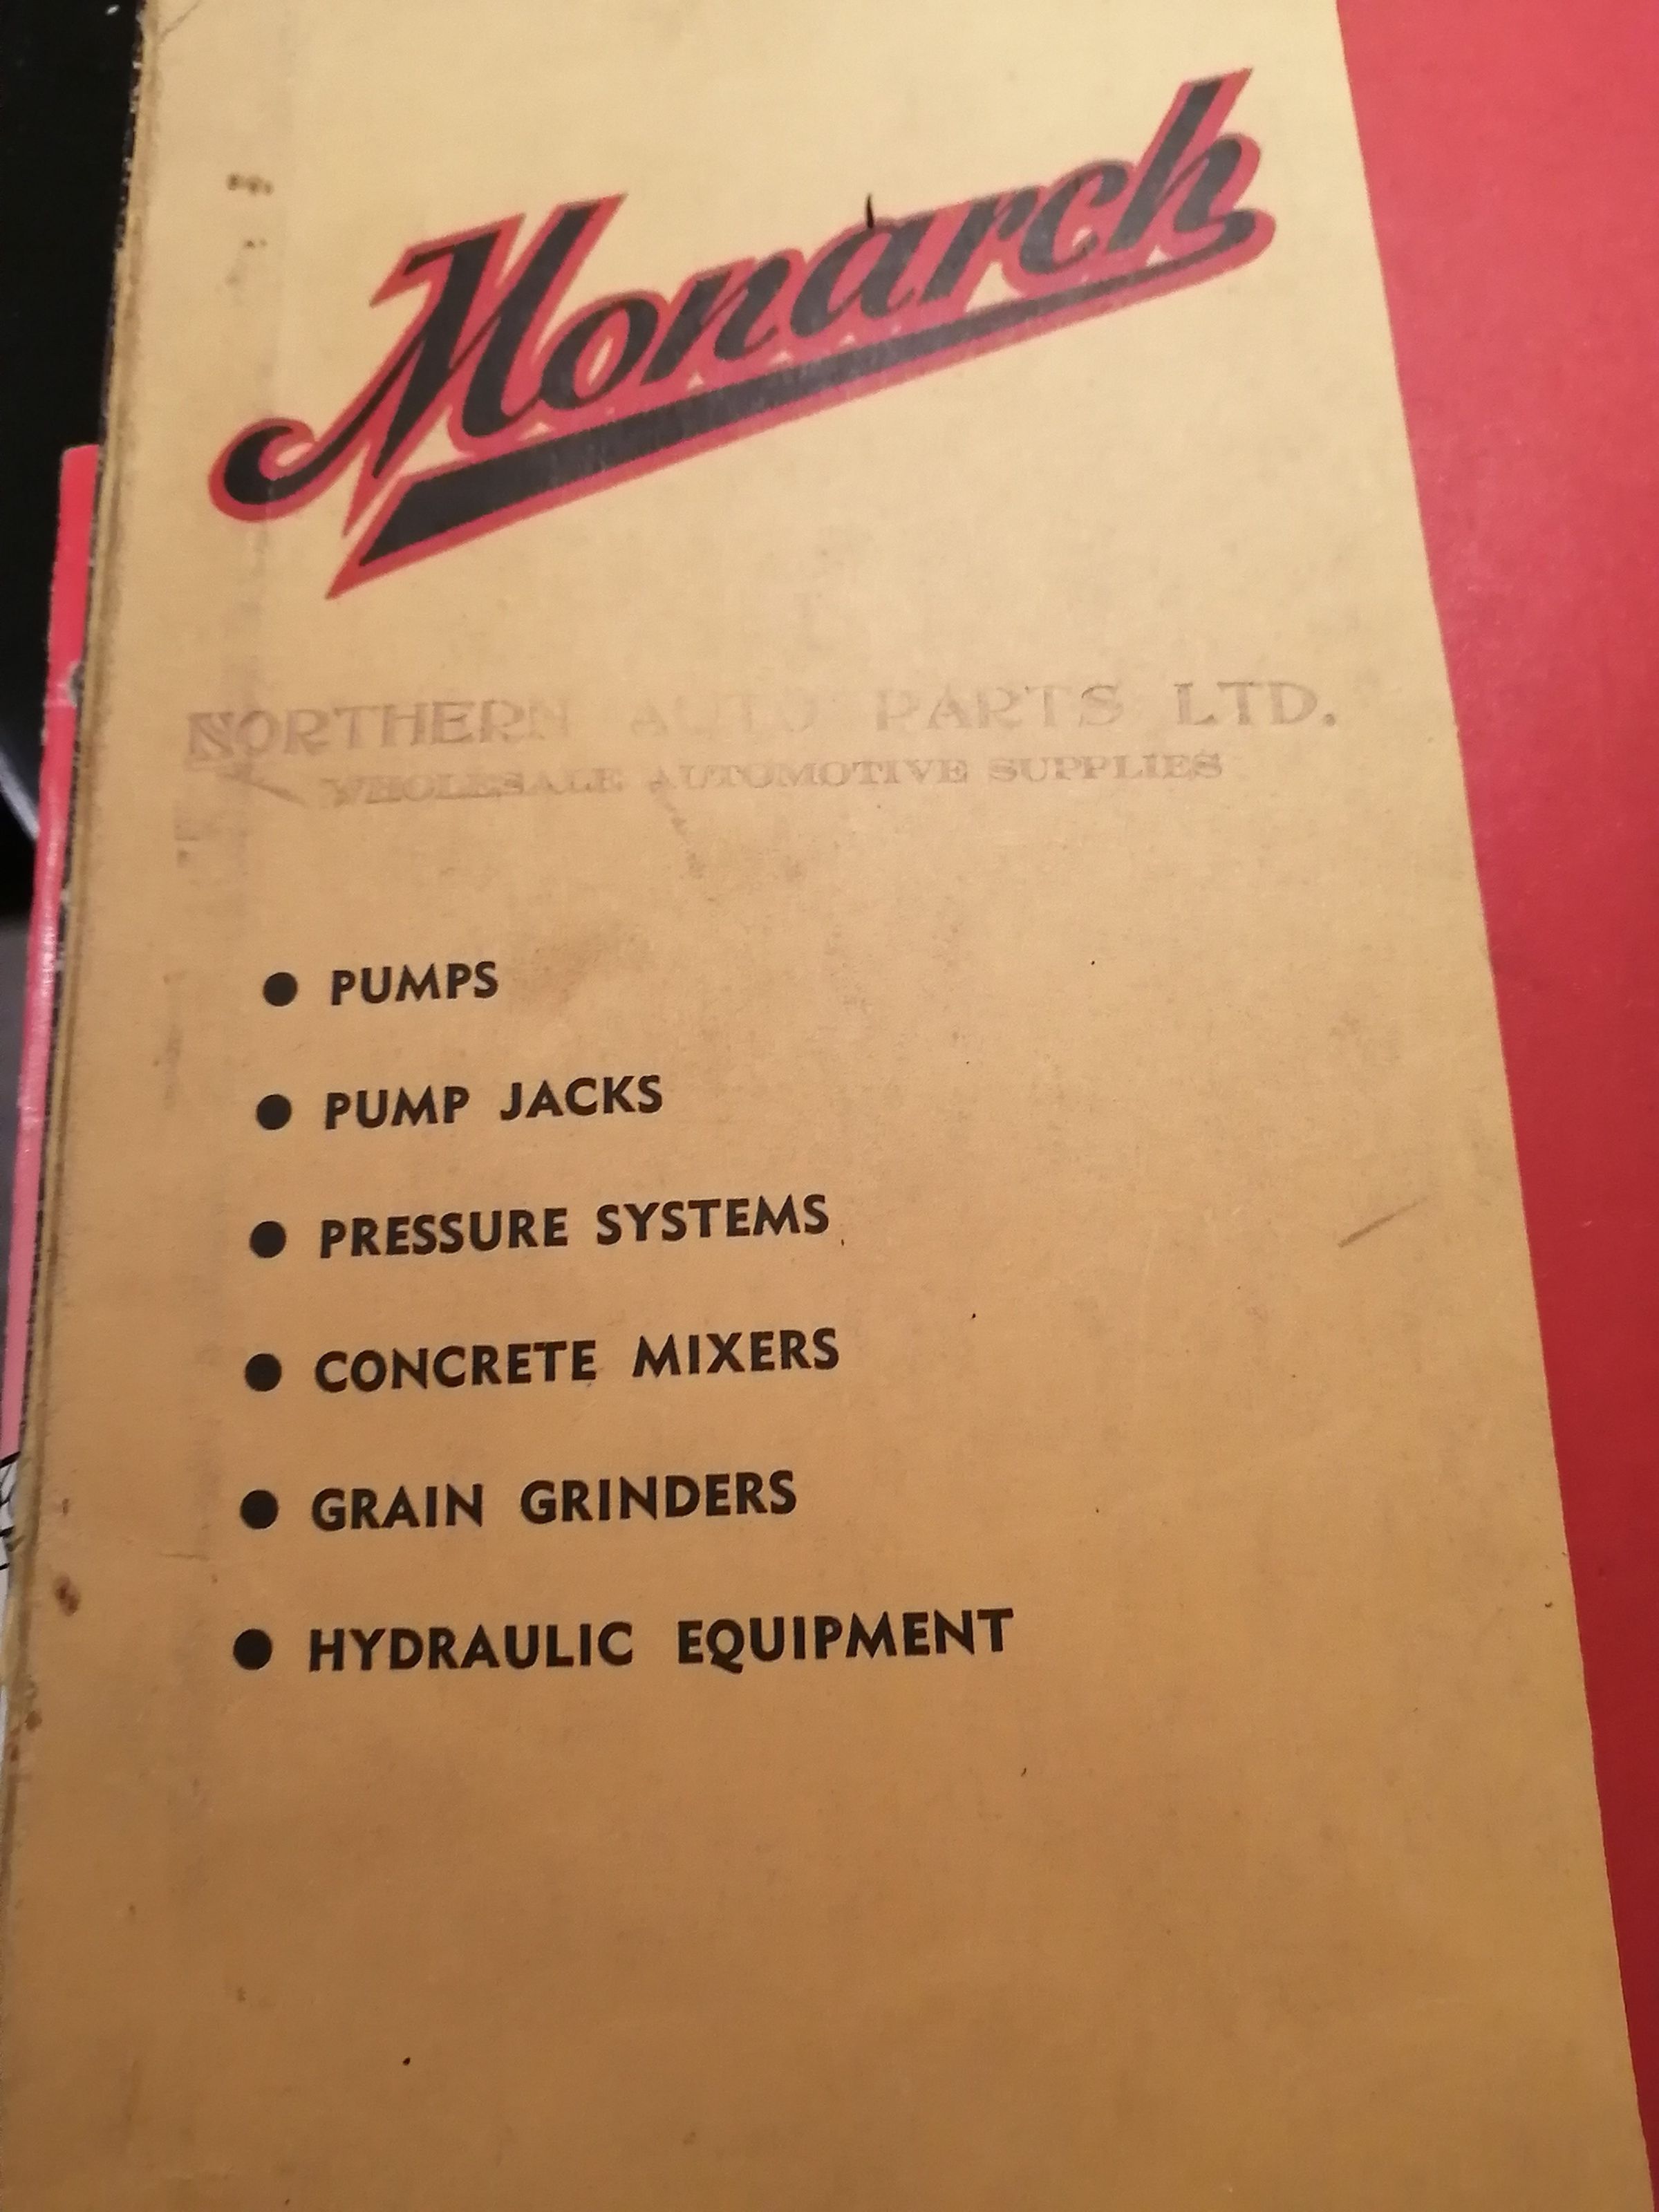 Monarch
NORTHERN AUTO PARTS LTD.
WHOLESALE AUTOMOTIVE SUPPLIES
● PUMPS
● PUMP JACKS
● PRESSURE SYSTEMS
● CONCRETE MIXERS
● GRAIN GRINDERS
● HYDRAULIC EQUIPMENT